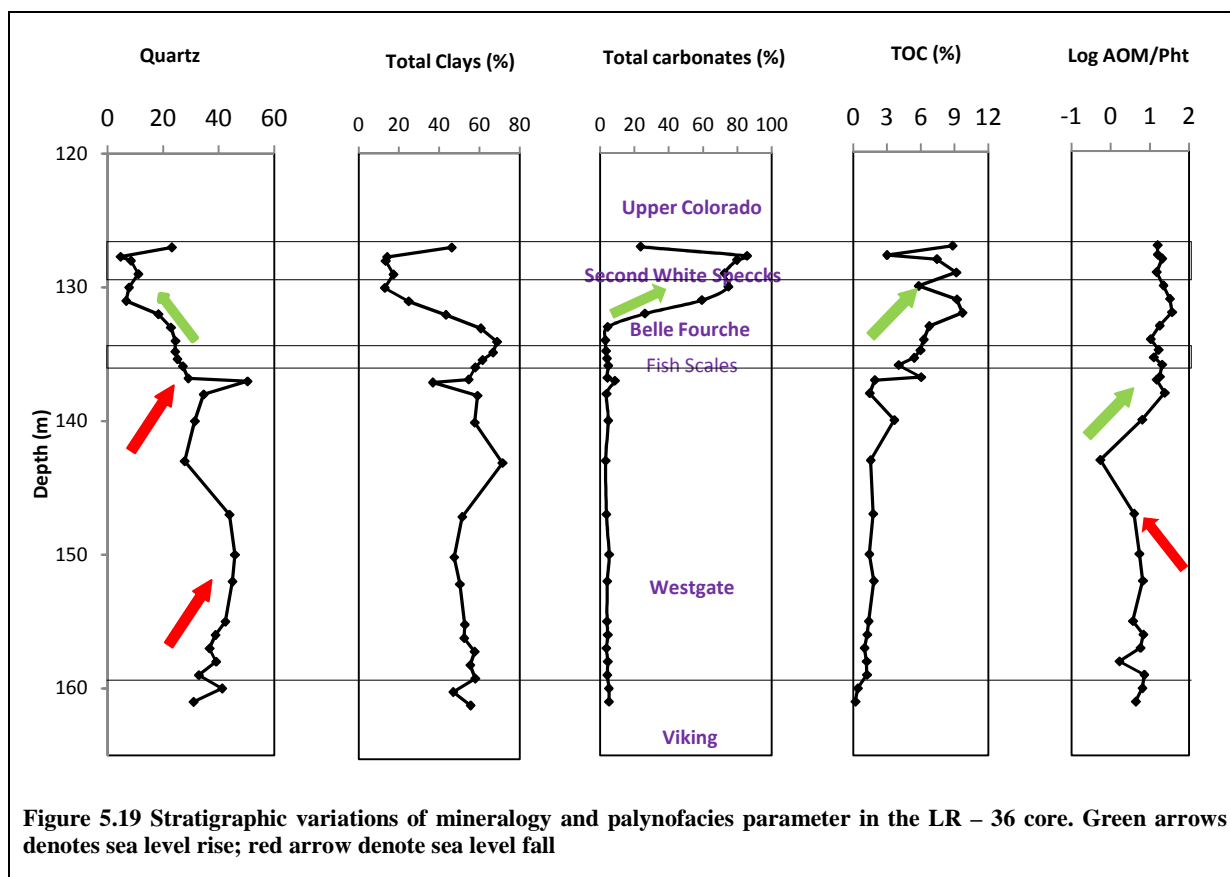 Quartz
Total Clays (%)
Total carbonates (%)
TOC (%)
Log AOM/Pht
0 20 40 60
0 20 40 60 80
0 20 40 60 80 100
0 3 6 9 12
-1 0 1 2
120
130
140
150
160
Depth (m)
Upper Colorado
Second White Speccks
Belle Fourche
Fish Scales
Westgate
Viking
Figure 5.19 Stratigraphic variations of mineralogy and palynofacies parameter in the LR – 36 core. Green arrows
denotes sea level rise; red arrow denote sea level fall